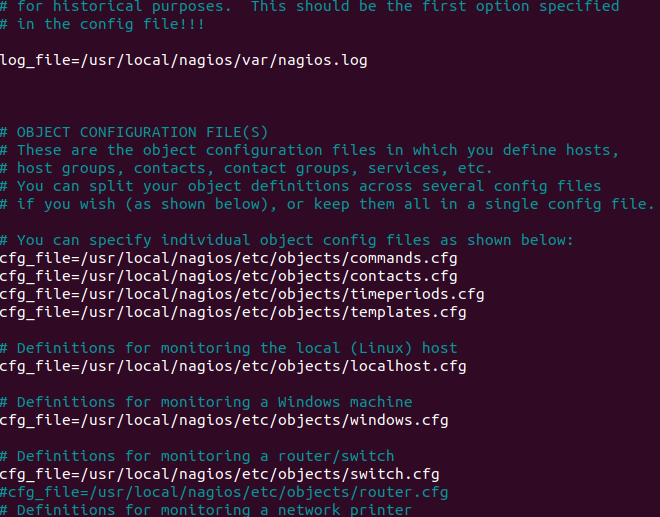 # for historical purposes.  This should be the first option specified
# in the config file!!!
log_file=/usr/local/nagios/var/nagios.log
# OBJECT CONFIGURATION FILE(S)
# These are the object configuration files in which you define hosts,
# host groups, contacts, contact groups, services, etc.
# You can split your object definitions across several config files
# if you wish (as shown below), or keep them all in a single config file.
# You can specify individual object config files as shown below:
cfg_file=/usr/local/nagios/etc/objects/commands.cfg
cfg_file=/usr/local/nagios/etc/objects/contacts.cfg
cfg_file=/usr/local/nagios/etc/objects/timeperiods.cfg
cfg_file=/usr/local/nagios/etc/objects/templates.cfg
# Definitions for monitoring the local (Linux) host
cfg_file=/usr/local/nagios/etc/objects/localhost.cfg
# Definitions for monitoring a Windows machine
cfg_file=/usr/local/nagios/etc/objects/windows.cfg
# Definitions for monitoring a router/switch
cfg_file=/usr/local/nagios/etc/objects/switch.cfg
#cfg_file=/usr/local/nagios/etc/objects/router.cfg
# Definitions for monitoring a network printer